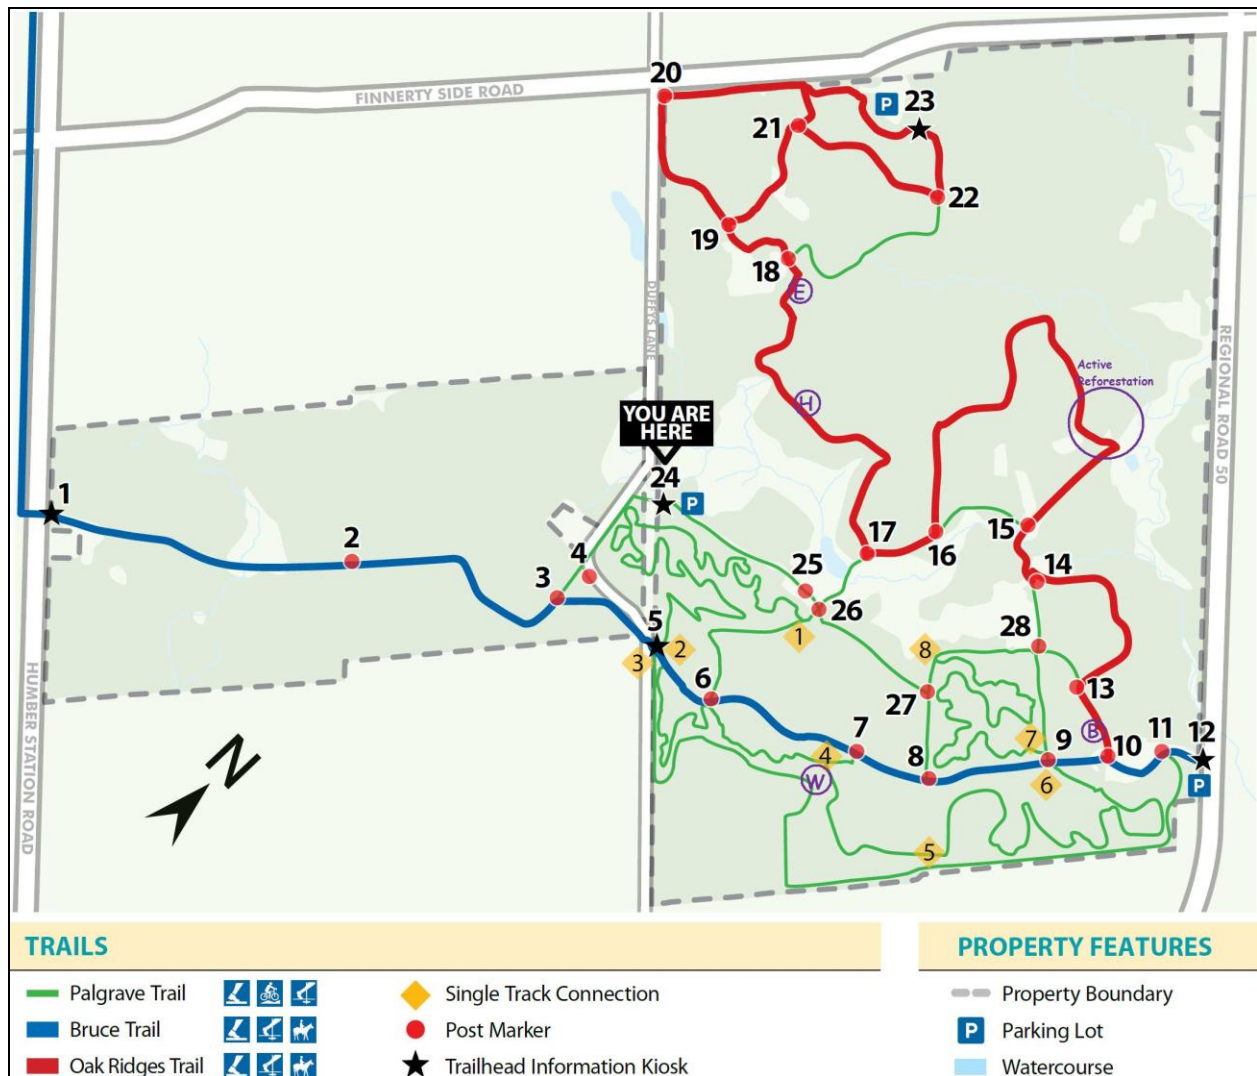 20
FINNERTY SIDE ROAD
P
23
21
22
19
18
E
DUFFYS LANE
REGIONAL ROAD 50
Active
Reforestation
H
YOU ARE
HERE
24
P
1
2
3
4
17
16
15
14
25
26
5
1
28
3
2
6
8
27
13
B
7
4
W
8
7
9
6
10
11
12
P
5
HUMBER STATION ROAD
N
TRAILS
Palgrave Trail
Bruce Trail
Oak Ridges Trail
Single Track Connection
Post Marker
Trailhead Information Kiosk
PROPERTY FEATURES
Property Boundary
P Parking Lot
Watercourse